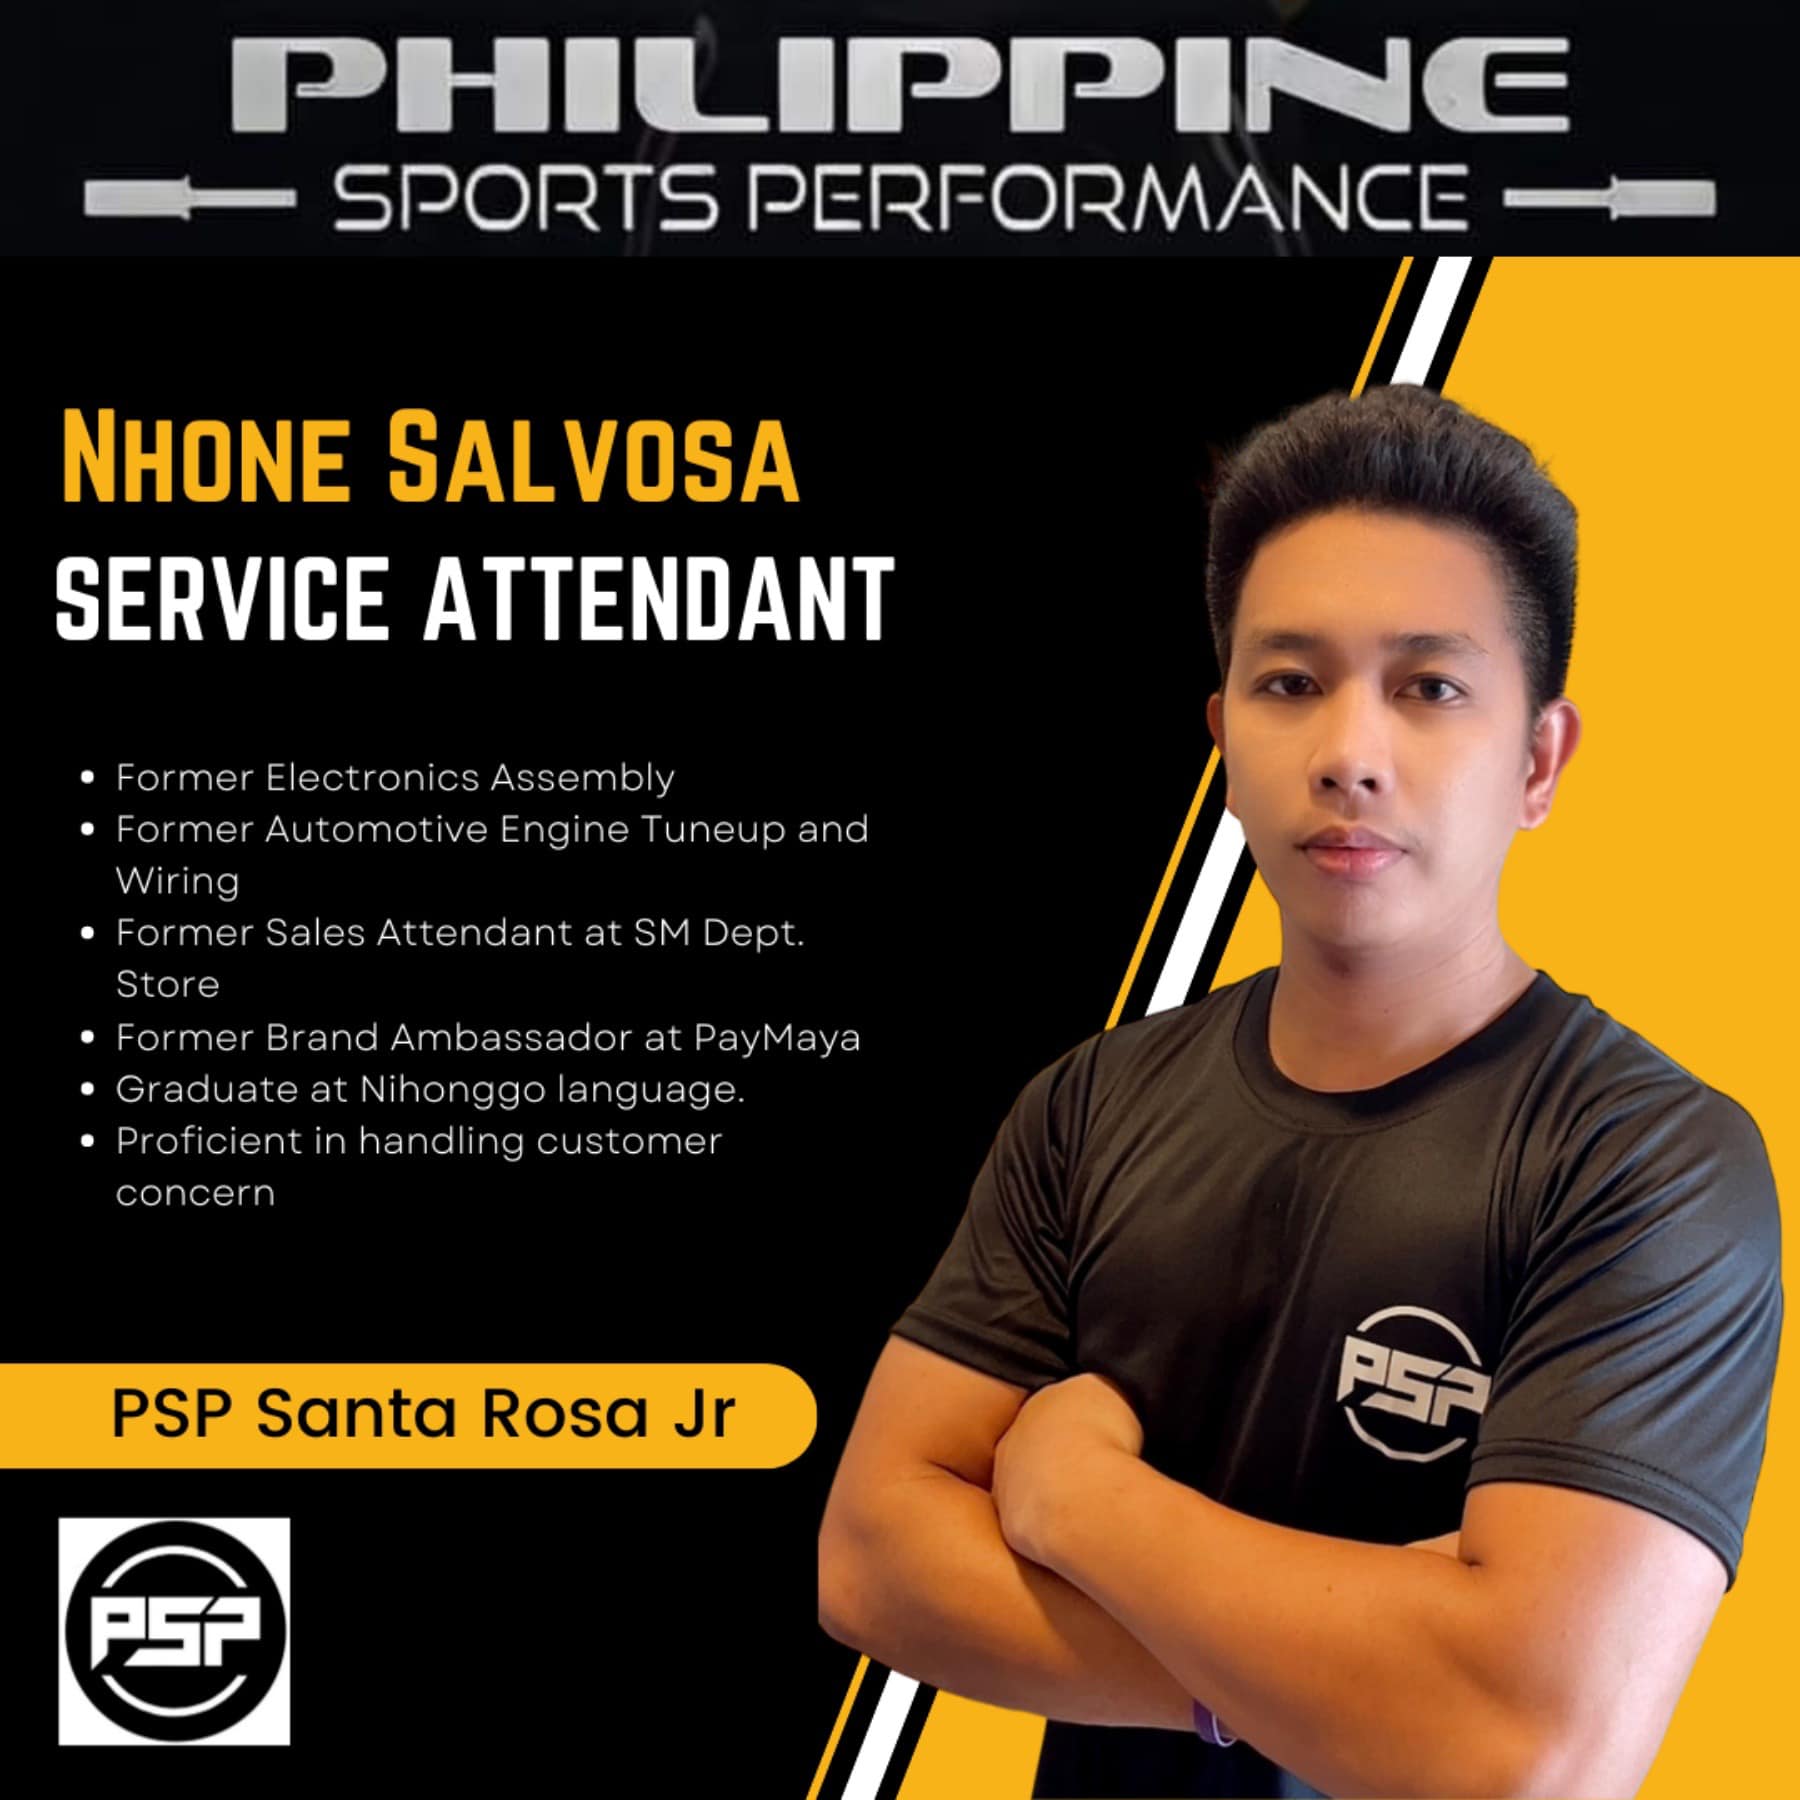 PHILIPPINE
SPORTS PERFORMANCE
NHONE SALVOSA
SERVICE ATTENDANT
• Former Electronics Assembly
• Former Automotive Engine Tuneup and
Wiring
• Former Sales Attendant at SM Dept.
Store
• Former Brand Ambassador at PayMaya
• Graduate at Nihonggo language.
• Proficient in handling customer
concern
PSP
PSP Santa Rosa Jr
PSP